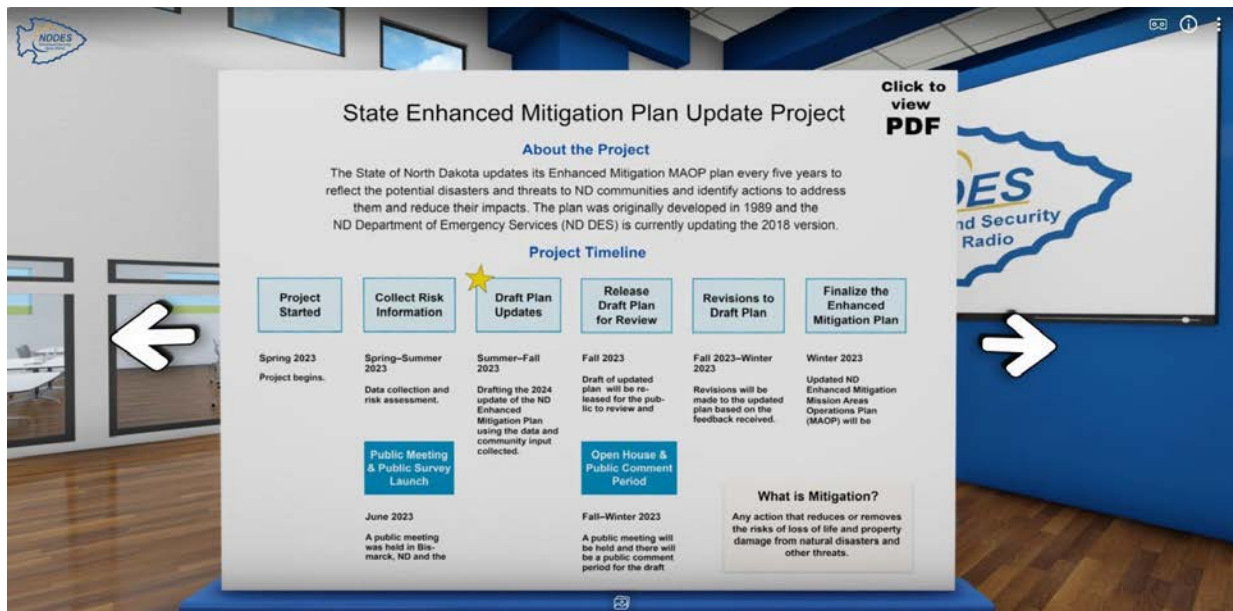 NDDES
Click to
view
PDF
State Enhanced Mitigation Plan Update Project
About the Project
The State of North Dakota updates its Enhanced Mitigation MAOP plan every five years to
reflect the potential disasters and threats to ND communities and identify actions to address
them and reduce their impacts. The plan was originally developed in 1989 and the
ND Department of Emergency Services (ND DES) is currently updating the 2018 version.
Project Timeline
Project
Started
Spring 2023
Project begins.
Collect Risk
Information
Spring–Summer
2023
Data collection and
risk assessment.
Public Meeting
& Public Survey
Launch
June 2023
A public meeting
was held in Bis-
marck, ND and the
Draft Plan
Updates
Summer–Fall
2023
Drafting the 2024
update of the ND
Enhanced
Mitigation Plan
using the data and
community input
collected.
Release
Draft Plan
for Review
Fall 2023
Draft of updated
plan will be re-
leased for the pub-
lic to review and
Open House &
Public Comment
Period
Fall–Winter 2023
A public meeting will
be held and there will
be a public comment
period for the draft
Revisions to
Draft Plan
Fall 2023–Winter
2023
Revisions will be
made to the updated
plan based on the
feedback received.
Finalize the
Enhanced
Mitigation Plan
Winter 2023
Updated ND
Enhanced Mitigation
Mission Areas
Operations Plan
(MAOP) will be
What is Mitigation?
Any action that reduces or removes
the risks of loss of life and property
damage from natural disasters and
other threats.
DES
nd Security
Radio